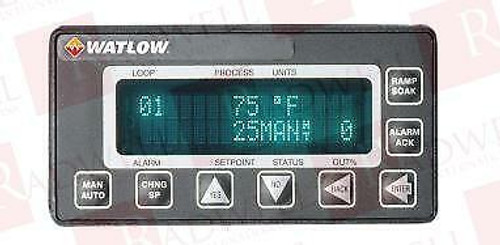 WATLOW
LOOP PROCESS UNITS
01 75 °F
25MAN 0
RAMP SOAK
ALARM ACK
ALARM SETPOINT STATUS OUT%
MAN AUTO
CHNG SP
YES
NO
BACK
ENTER
RADWELL